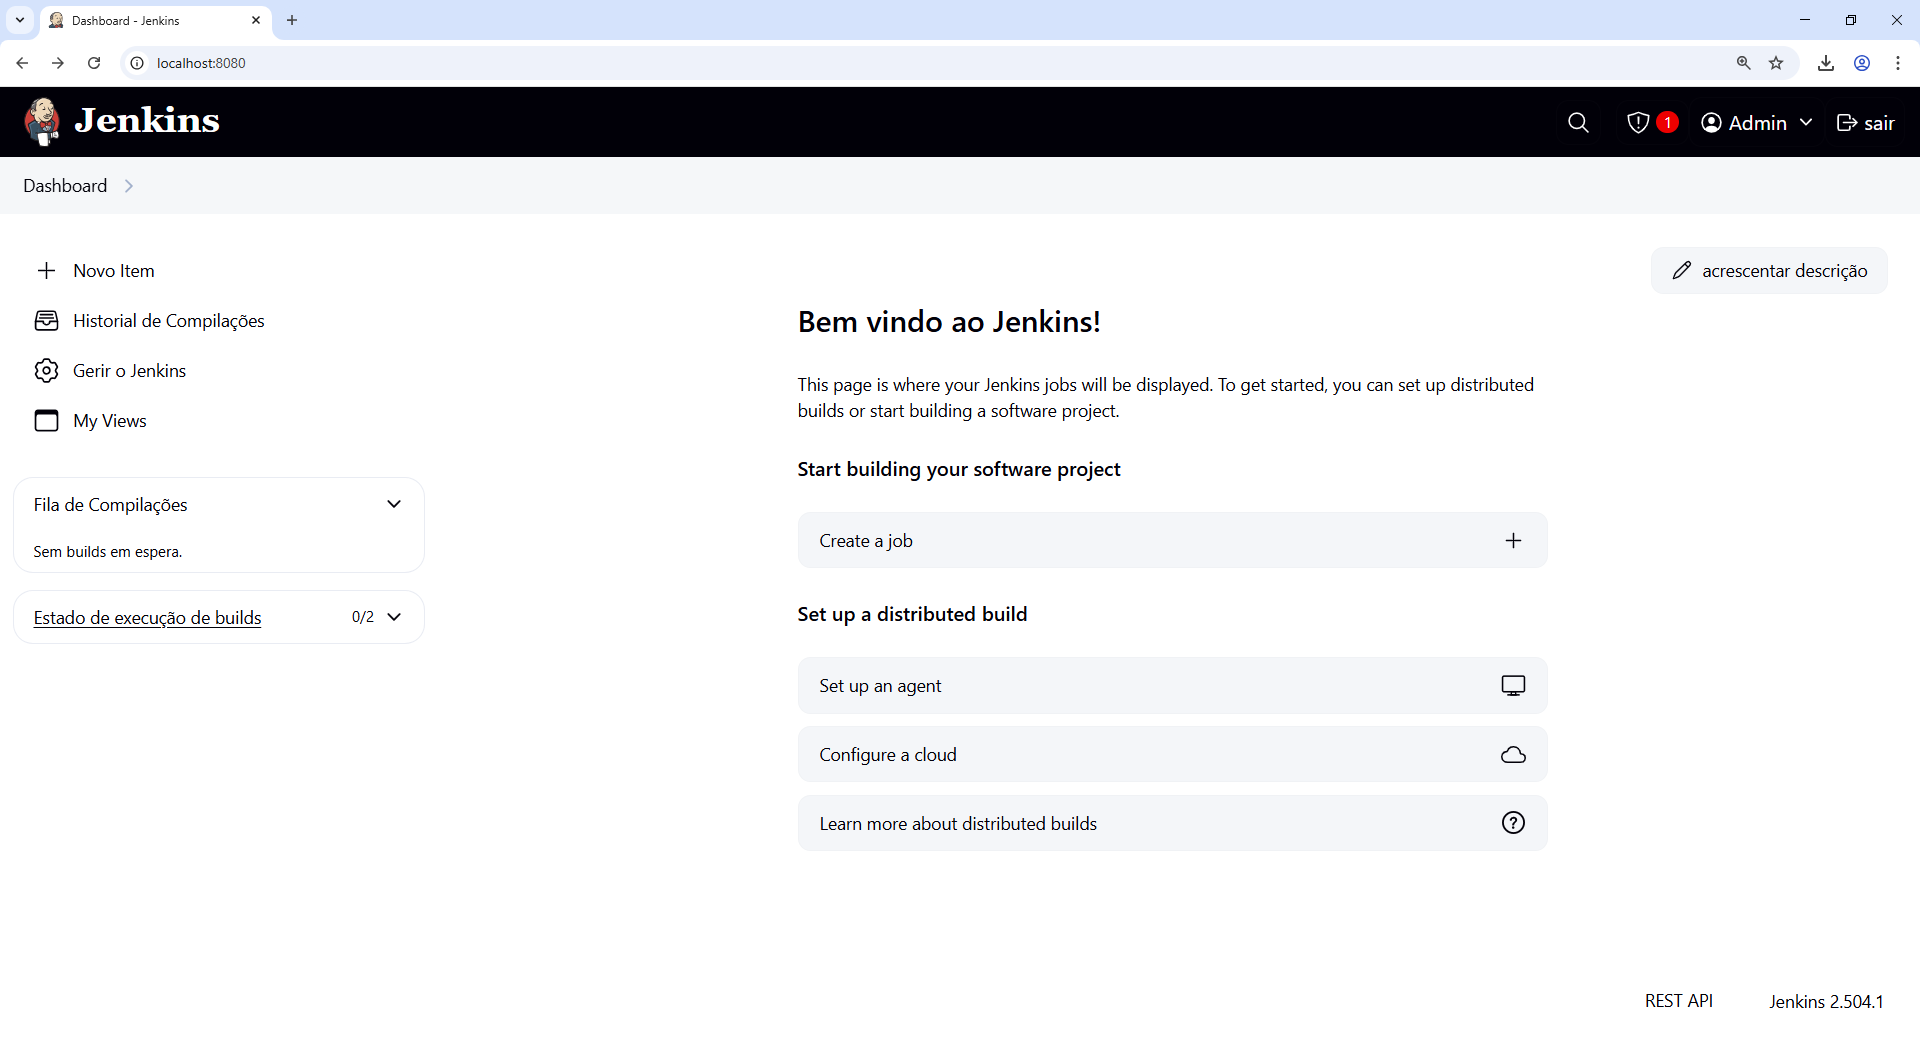 Dashboard - Jenkins
localhost:8080
Jenkins
1
Admin
sair
Dashboard
Novo Item
Historial de Compilações
Gerir o Jenkins
My Views
Fila de Compilações
Sem builds em espera.
Estado de execução de builds 0/2
acrescentar descrição
Bem vindo ao Jenkins!
This page is where your Jenkins jobs will be displayed. To get started, you can set up distributed
builds or start building a software project.
Start building your software project
Create a job
Set up a distributed build
Set up an agent
Configure a cloud
Learn more about distributed builds
REST API
Jenkins 2.504.1